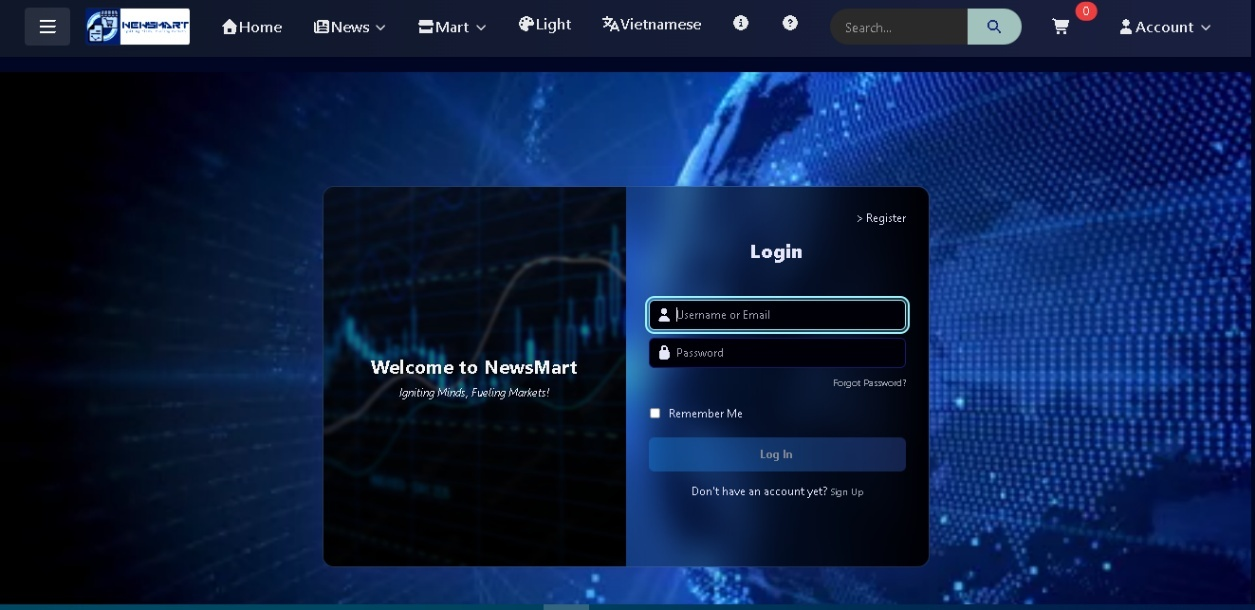 NEWSMART
Home
News
Mart
Light
Vietnamese
Search...
0
Account
> Register
Login
Username or Email
Password
Forgot Password?
Remember Me
Log In
Don't have an account yet? Sign Up
Welcome to NewsMart
Igniting Minds, Fueling Markets!